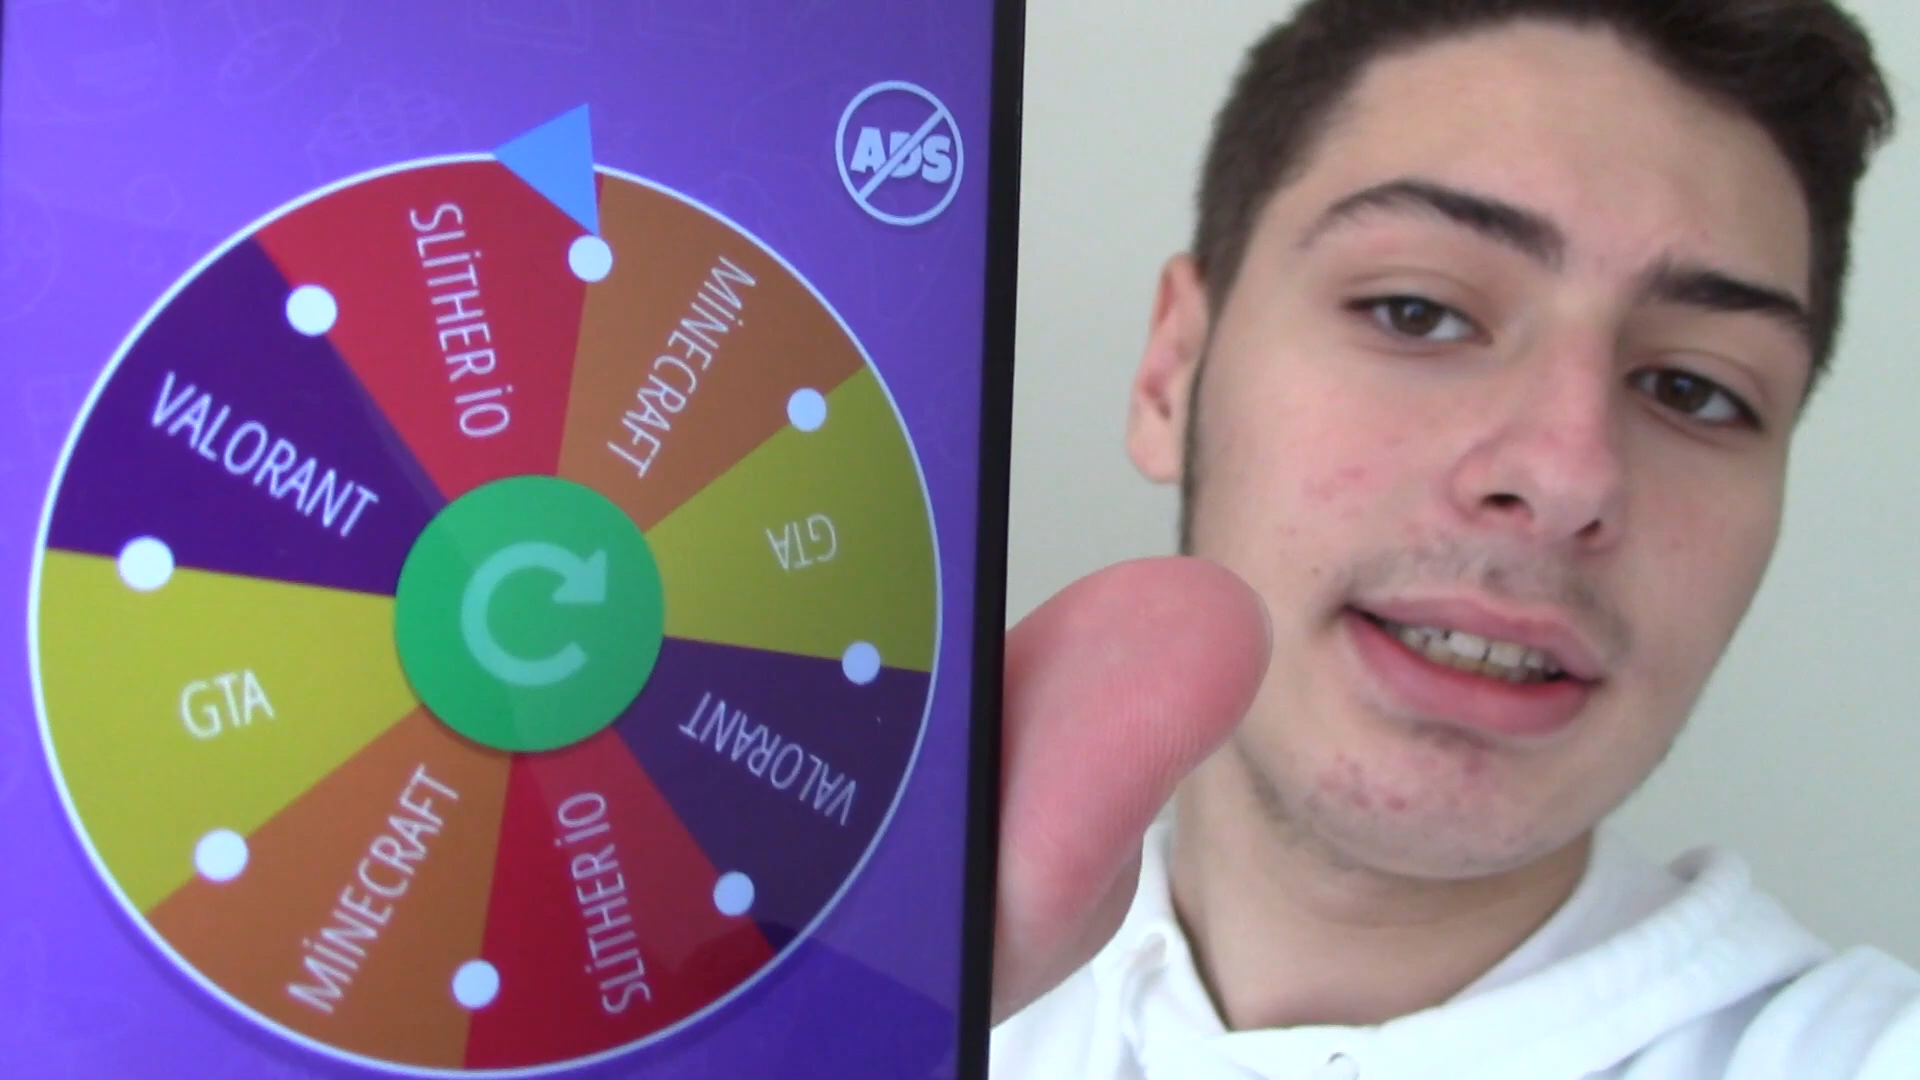 ADS
SLİTHER İO
MİNECRAFT
GTA
VALORANT
SLİTHER İO
MİNECRAFT
GTA
VALORANT